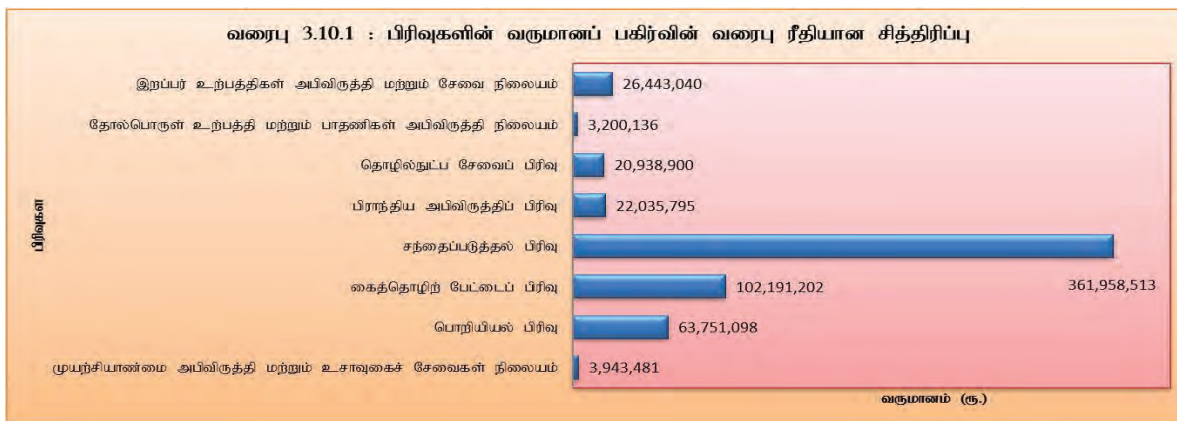 வரைபு 3.10.1 : பிரிவுகளின் வருமானப் பகிர்வின் வரைபு ரீதியான சித்திரிப்பு
பிரிவுகள
இறப்பர் உற்பத்திகள் அபிவிருத்தி மற்றும் சேவை நிலையம் 26,443,040
தோல்பொருள் உற்பத்தி மற்றும் பாதணிகள் அபிவிருத்தி நிலையம் 3,200,136
தொழில்நுட்ப சேவைப் பிரிவு 20,938,900
பிராந்திய அபிவிருத்திப் பிரிவு 22,035,795
சந்தைப்படுத்தல் பிரிவு 361,958,513
கைத்தொழிற் பேட்டைப் பிரிவு 102,191,202
பொறியியல் பிரிவு 63,751,098
முயற்சியாண்மை அபிவிருத்தி மற்றும் உசாவுகைச் சேவைகள் நிலையம் 3,943,481
வருமானம் (ரூ.)